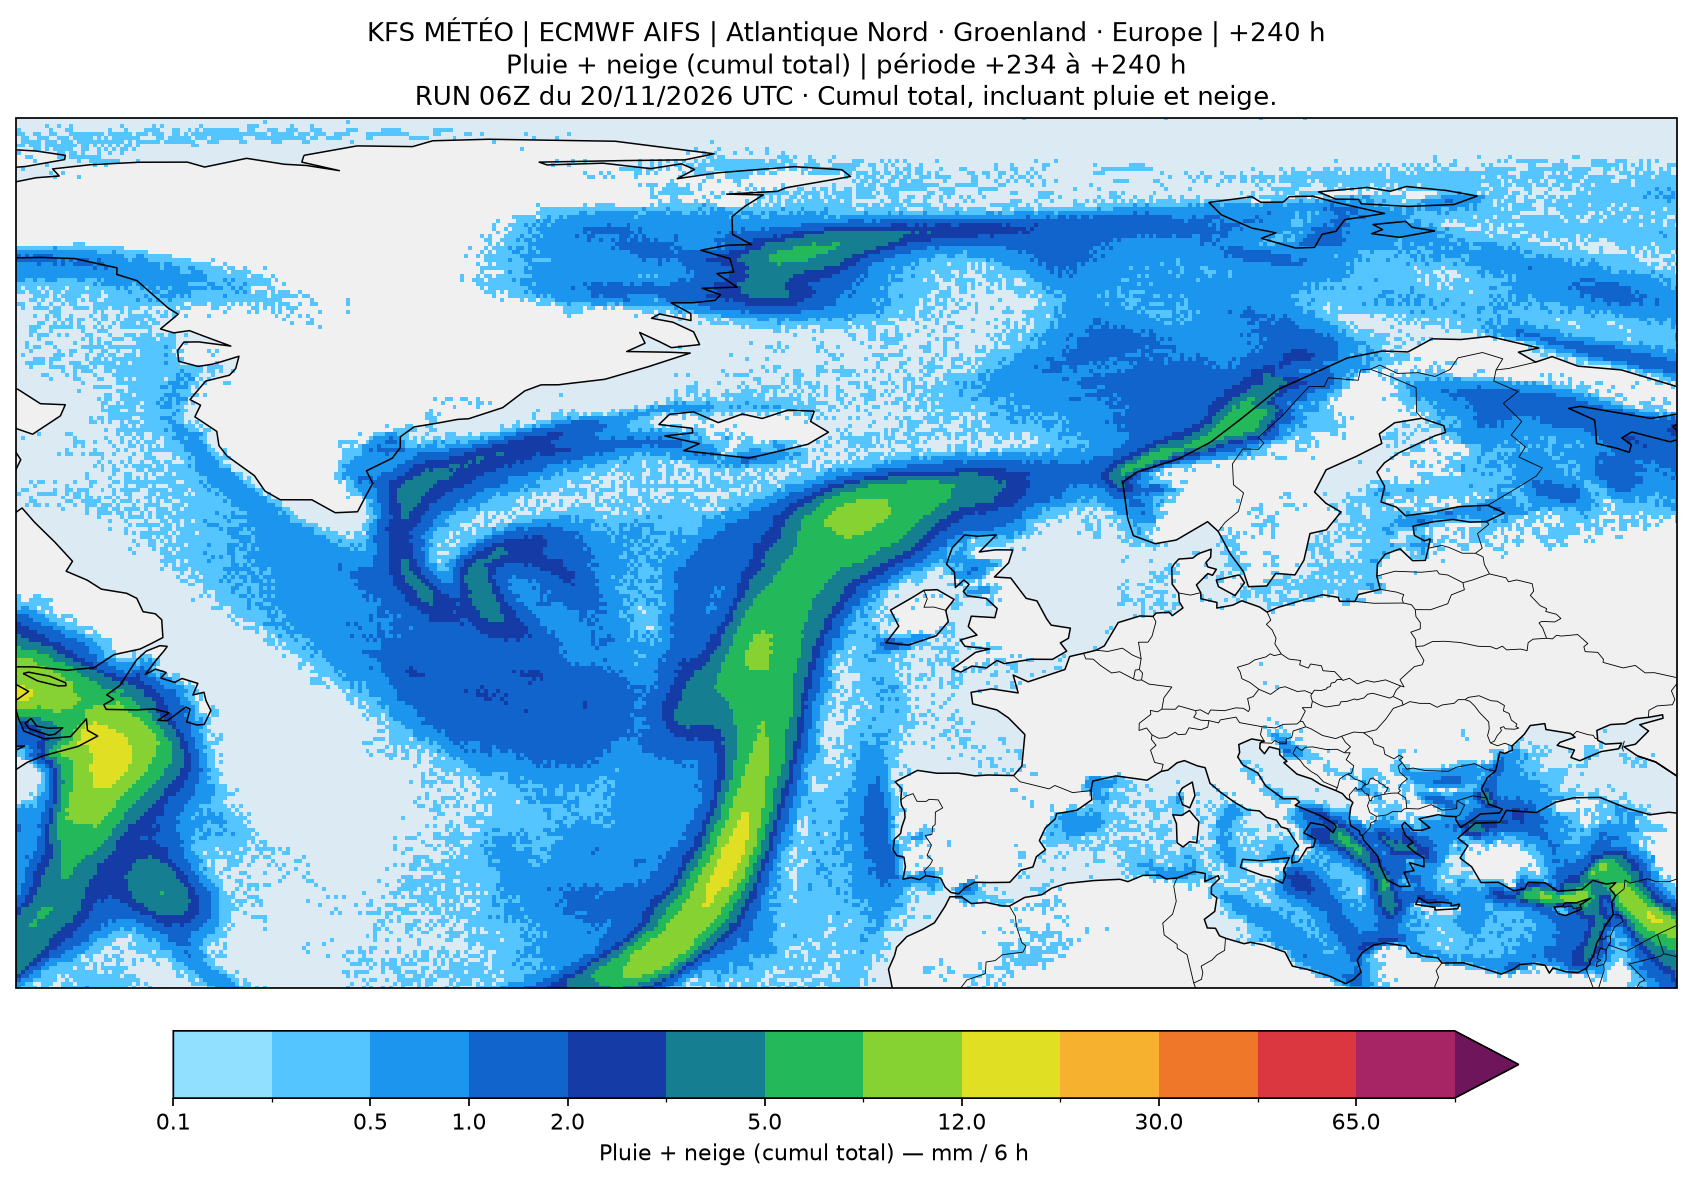 KFS MÉTÉO | ECMWF AIFS | Atlantique Nord · Groenland · Europe | +240 h
Pluie + neige (cumul total) | période +234 à +240 h
RUN 06Z du 20/11/2026 UTC · Cumul total, incluant pluie et neige.
0.1 0.5 1.0 2.0 5.0 12.0 30.0 65.0
Pluie + neige (cumul total) — mm / 6 h